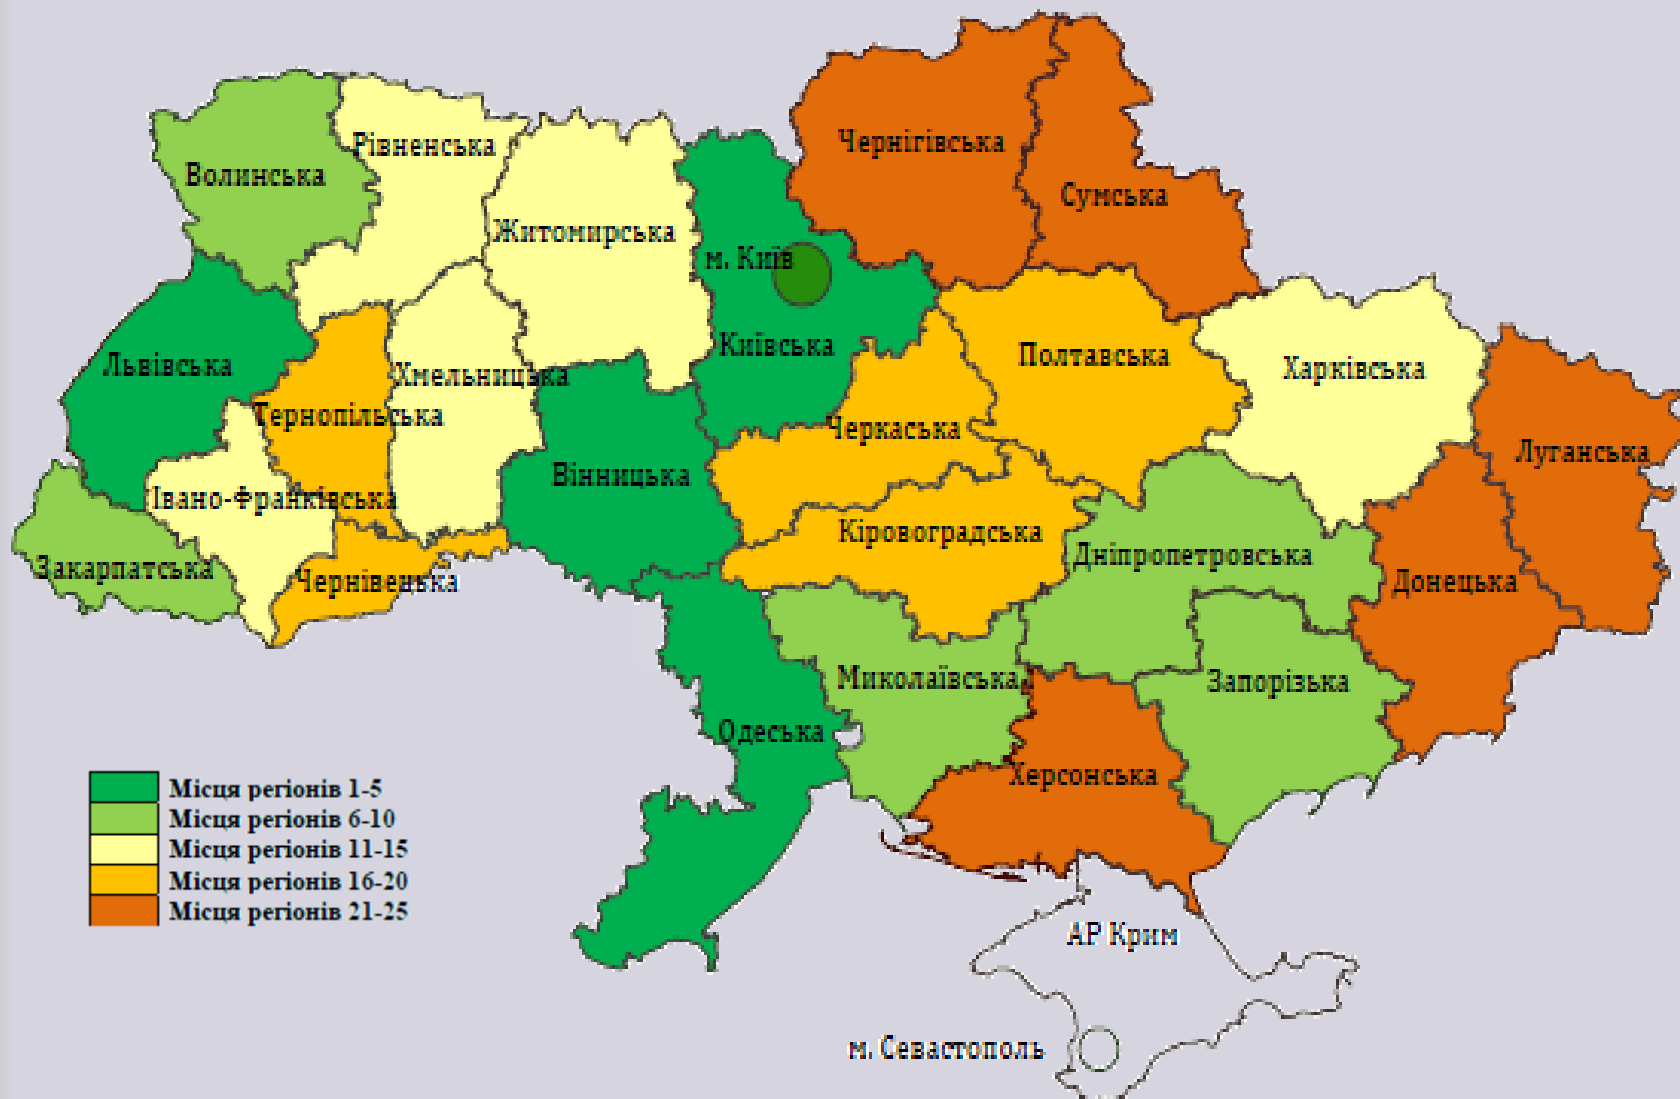 Чернігівська
Рівненська
Волинська
Сумська
Житомирська
м. Київ
Київська
Полтавська
Львівська
Харківська
Хмельницька
Тернопільська
Черкаська
Луганська
Вінницька
Івано-Франківська
Кіровоградська
Дніпропетровська
Закарпатська
Чернівецька
Донецька
Миколаївська
Запорізька
Одеська
Херсонська
Місця регіонів 1-5
Місця регіонів 6-10
Місця регіонів 11-15
Місця регіонів 16-20
Місця регіонів 21-25
АР Крим
м. Севастополь